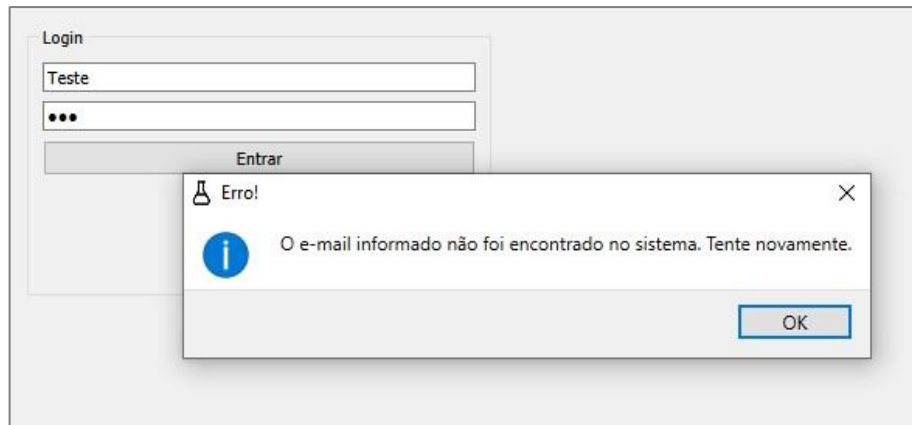 Login
Teste
•••
Entrar
Erro!
O e-mail informado não foi encontrado no sistema. Tente novamente.
OK